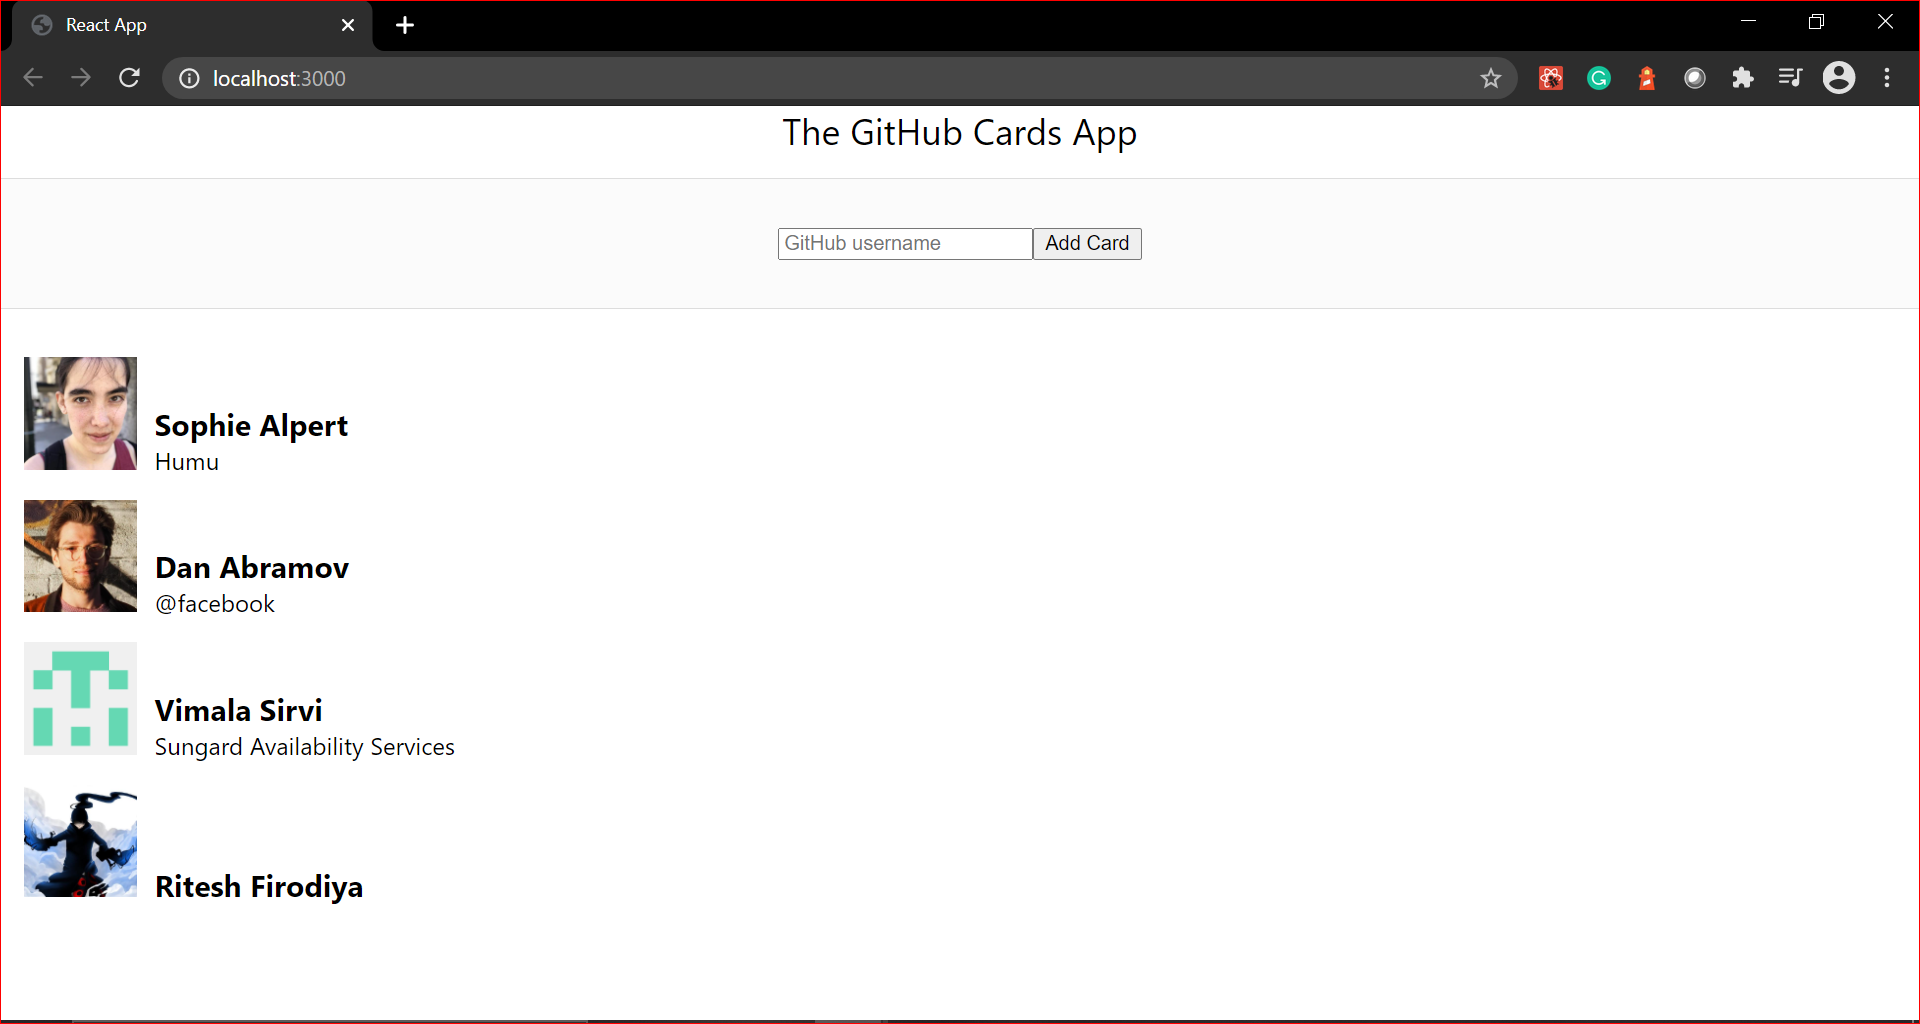 React App
localhost:3000
The GitHub Cards App
GitHub username
Add Card
Sophie Alpert
Humu
Dan Abramov
@facebook
Vimala Sirvi
Sungard Availability Services
Ritesh Firodiya